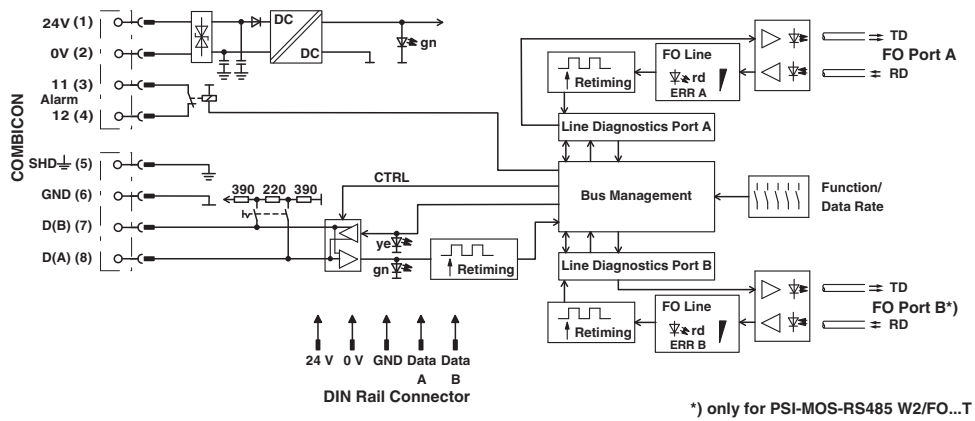 COMBICON
24V (1)
0V (2)
11 (3)
Alarm
12 (4)
SHD (5)
GND (6)
D(B) (7)
D(A) (8)
DC
DC
gn
390 220 390
CTRL
ye
gn
Retiming
24 V 0 V GND Data A Data B
DIN Rail Connector
Retiming
FO Line
rd
ERR A
TD
FO Port A
RD
Line Diagnostics Port A
Bus Management
Function/
Data Rate
Line Diagnostics Port B
Retiming
FO Line
rd
ERR B
TD
FO Port B*)
RD
*) only for PSI-MOS-RS485 W2/FO...T